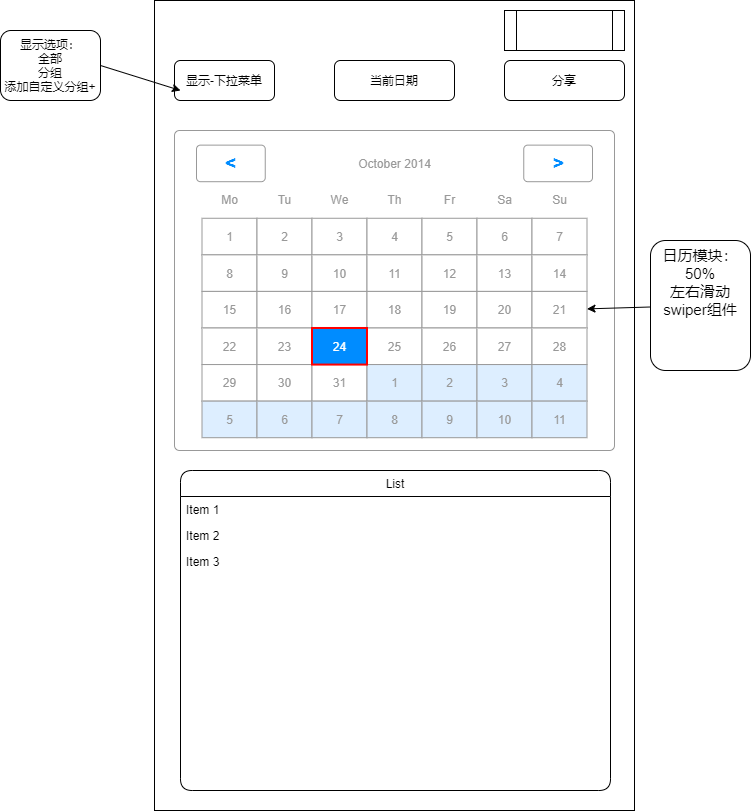 显示选项：
全部
分组
添加自定义分组+
显示-下拉菜单
当前日期
分享
<
October 2014
>
Mo Tu We Th Fr Sa Su
1 2 3 4 5 6 7
8 9 10 11 12 13 14
15 16 17 18 19 20 21
22 23 24 25 26 27 28
29 30 31 1 2 3 4
5 6 7 8 9 10 11
日历模块：
50%
左右滑动
swiper组件
List
Item 1
Item 2
Item 3